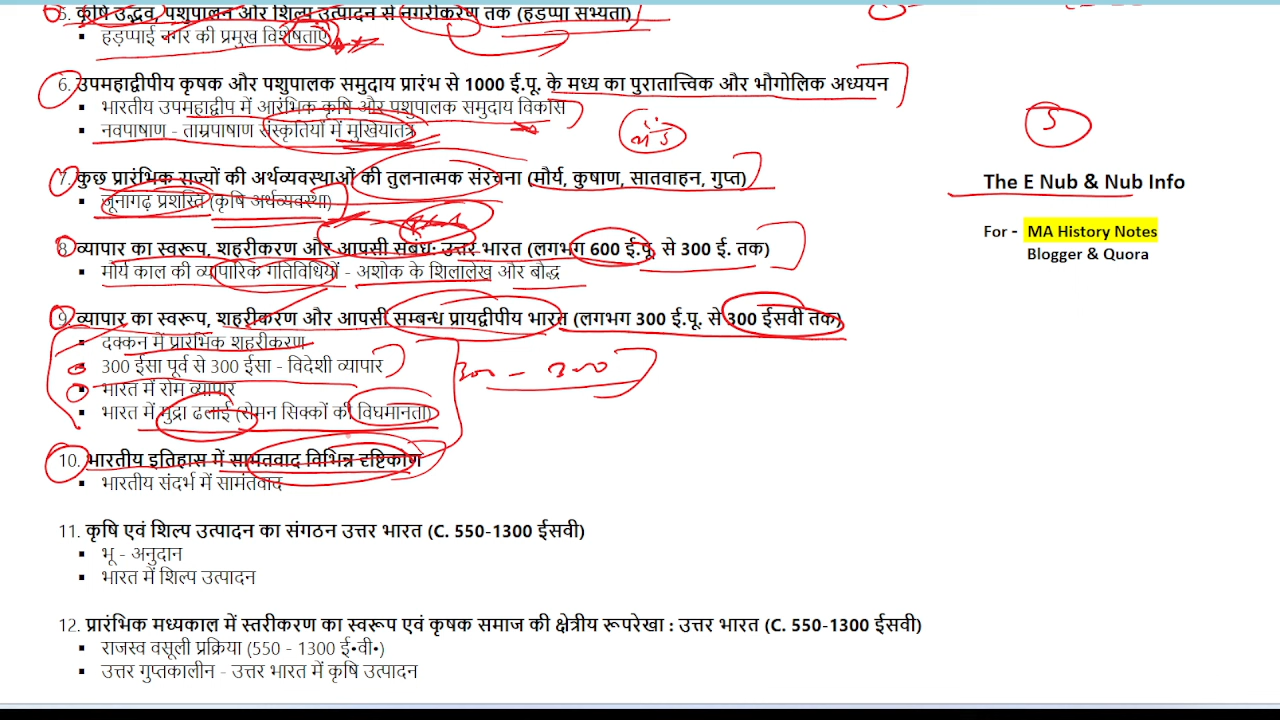 5. कृषि उद्भव, पशुपालन और शिल्प उत्पादन से नगरीकरण तक (हड़प्पा सभ्यता)
▪ हड़प्पाई नगर की प्रमुख विशेषताएँ
6. उपमहाद्वीपीय कृषक और पशुपालक समुदाय प्रारंभ से 1000 ई.पू. के मध्य का पुरातात्त्विक और भौगोलिक अध्ययन
▪ भारतीय उपमहाद्वीप में आरंभिक कृषि और पशुपालक समुदाय विकास
▪ नवपाषाण - ताम्रपाषाण संस्कृतियों में मुखियातंत्र
7. कुछ प्रारंभिक राज्यों की अर्थव्यवस्थाओं की तुलनात्मक संरचना (मौर्य, कुषाण, सातवाहन, गुप्त)
▪ जूनागढ़ प्रशस्ति (कृषि अर्थव्यवस्था)
8. व्यापार का स्वरूप, शहरीकरण और आपसी संबंध: उत्तर भारत (लगभग 600 ई.पू. से 300 ई. तक)
▪ मौर्य काल की व्यापारिक गतिविधियों - अशोक के शिलालेख और बौद्ध
9. व्यापार का स्वरूप, शहरीकरण और आपसी सम्बन्ध प्रायद्वीपीय भारत (लगभग 300 ई.पू. से 300 ईसवी तक)
▪ दक्कन में प्रारंभिक शहरीकरण
▪ 300 ईसा पूर्व से 300 ईसा - विदेशी व्यापार
▪ भारत में रोम व्यापार
▪ भारत में मुद्रा ढलाई (रोमन सिक्कों की विघमानता)
300 - 300
10. भारतीय इतिहास में सामंतवाद विभिन्न दृष्टिकोण
▪ भारतीय संदर्भ में सामंतवाद
11. कृषि एवं शिल्प उत्पादन का संगठन उत्तर भारत (C. 550-1300 ईसवी)
▪ भू - अनुदान
▪ भारत में शिल्प उत्पादन
12. प्रारंभिक मध्यकाल में स्तरीकरण का स्वरूप एवं कृषक समाज की क्षेत्रीय रूपरेखा : उत्तर भारत (C. 550-1300 ईसवी)
▪ राजस्व वसूली प्रक्रिया (550 - 1300 ई॰वी॰)
▪ उत्तर गुप्तकालीन - उत्तर भारत में कृषि उत्पादन
The E Nub & Nub Info
For - MA History Notes
Blogger & Quora